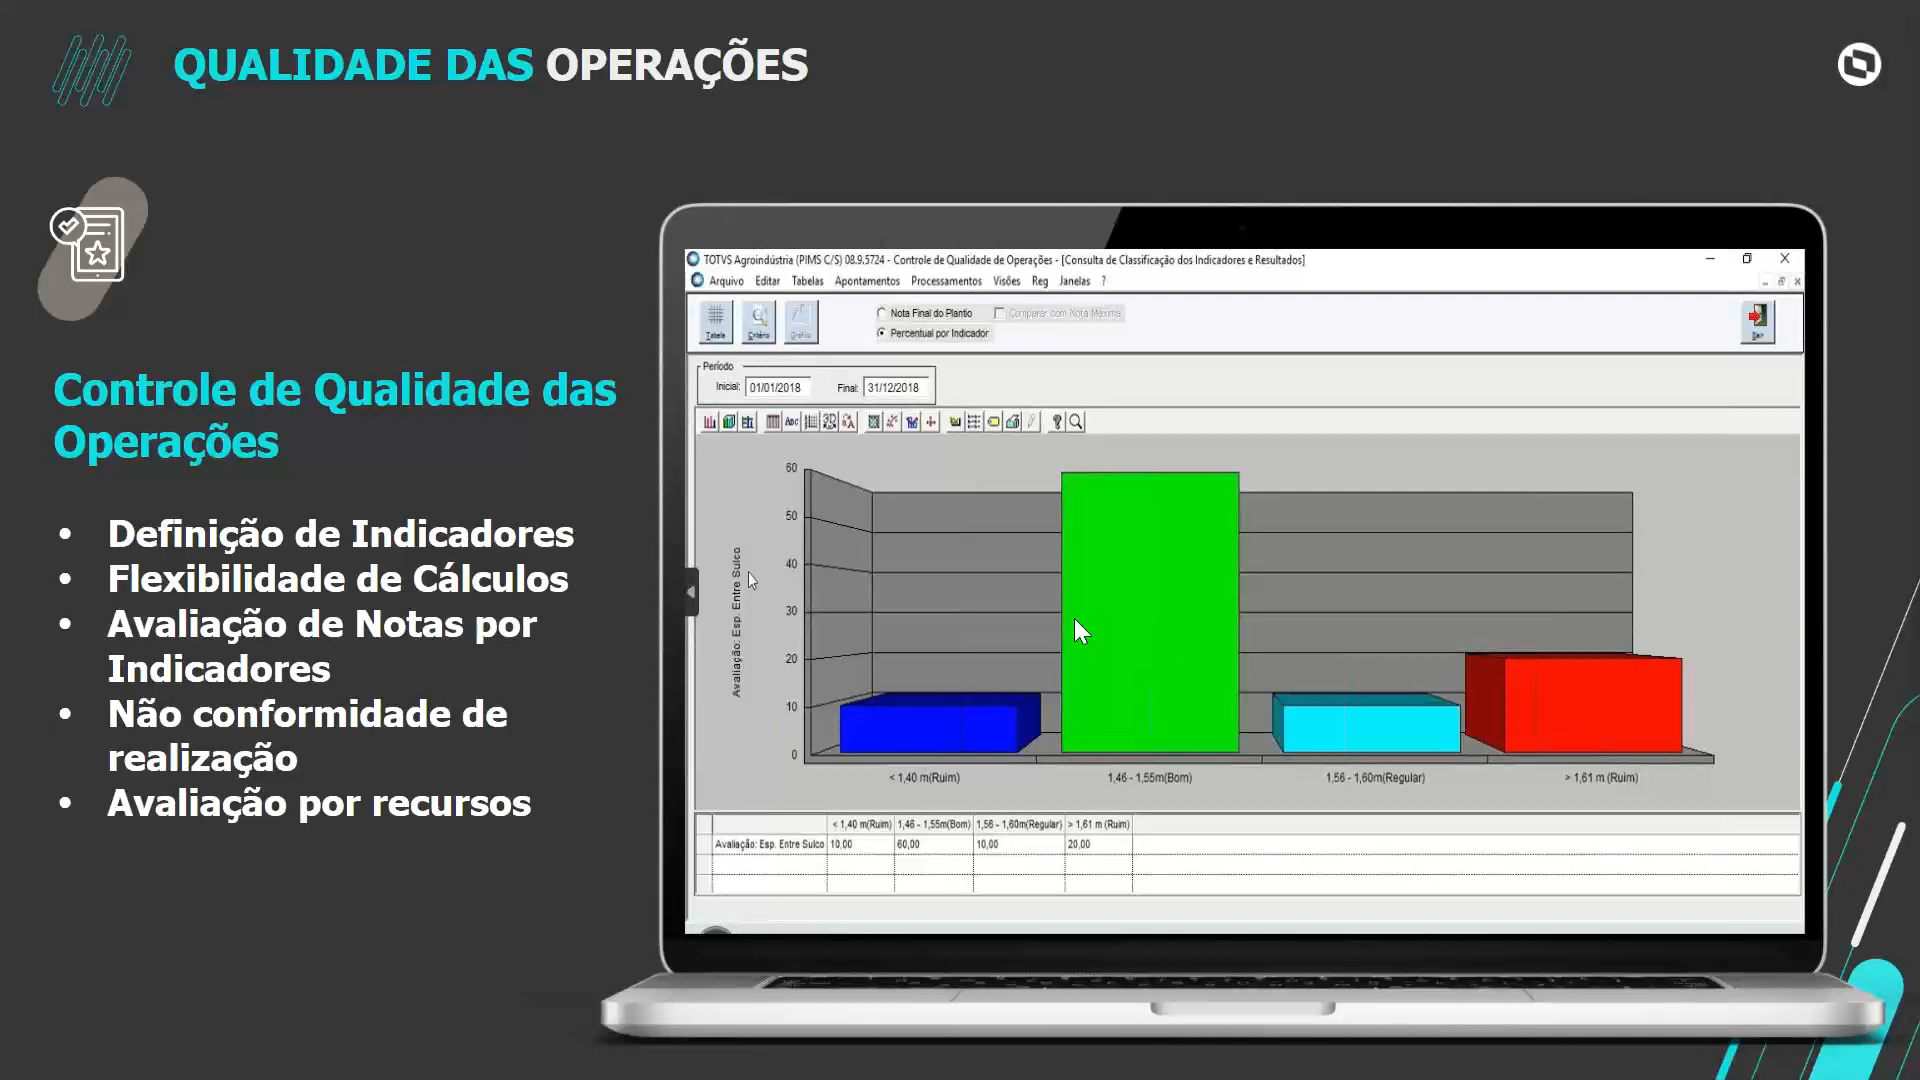 QUALIDADE DAS OPERAÇÕES
Controle de Qualidade das
Operações
• Definição de Indicadores
• Flexibilidade de Cálculos
• Avaliação de Notas por
Indicadores
• Não conformidade de
realização
• Avaliação por recursos
TOTVS Agroindústria (PIMS C/S) 08.9.5724 - Controle de Qualidade de Operações - [Consulta de Classificação dos Indicadores e Resultados]
Arquivo Editar Tabelas Apontamentos Processamentos Visões Reg Janelas ?
Tabela Critério Gráfico
Nota Final do Plantio Comparar com Nota Máxima
Percentual por Indicador
Sair
Período
Inicial: 01/01/2018 Final: 31/12/2018
Abc 3D
Avaliação: Esp. Entre Sulco
60
50
40
30
20
10
0
< 1,40 m(Ruim) 1,46 - 1,55m(Bom) 1,56 - 1,60m(Regular) > 1,61 m (Ruim)
< 1,40 m(Ruim) 1,46 - 1,55m(Bom) 1,56 - 1,60m(Regular) > 1,61 m (Ruim)
Avaliação: Esp. Entre Sulco 10,00 60,00 10,00 20,00